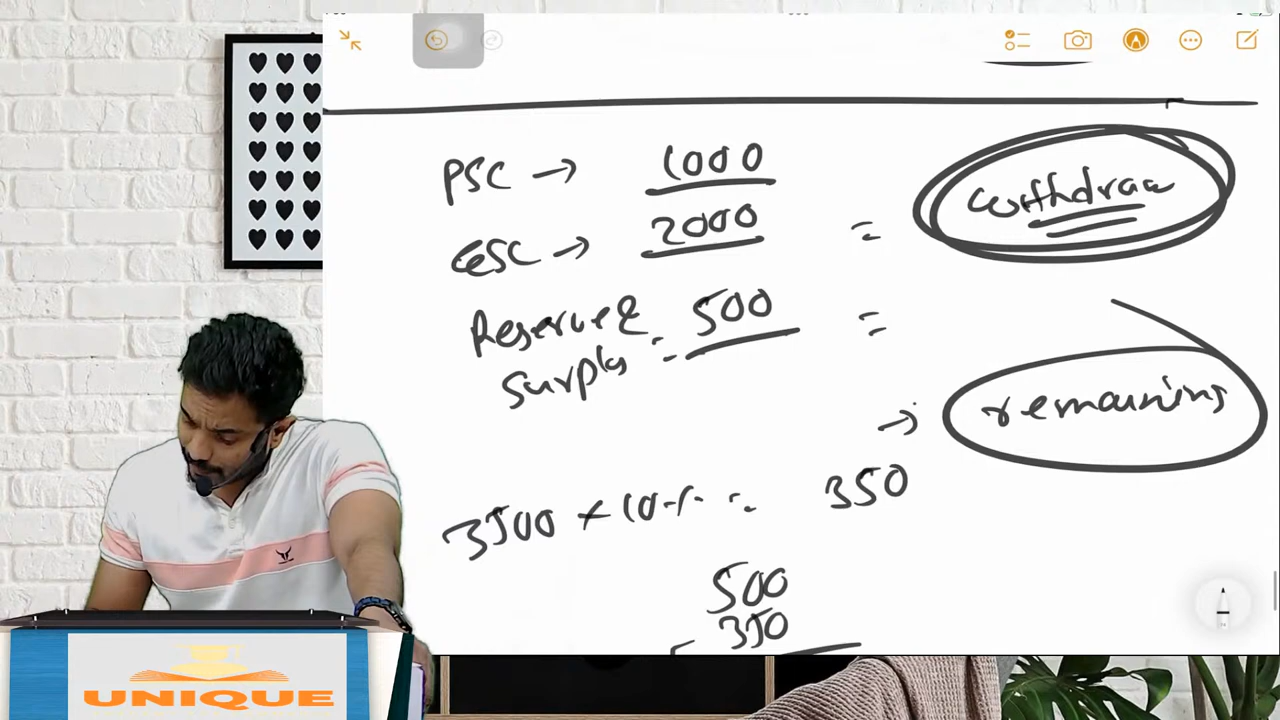 PSC → 1000
ESC → 2000 = withdraw
Reserve & Surplus = 500 =
→ remaining
3500 × 10% = 350
500
350
UNIQUE